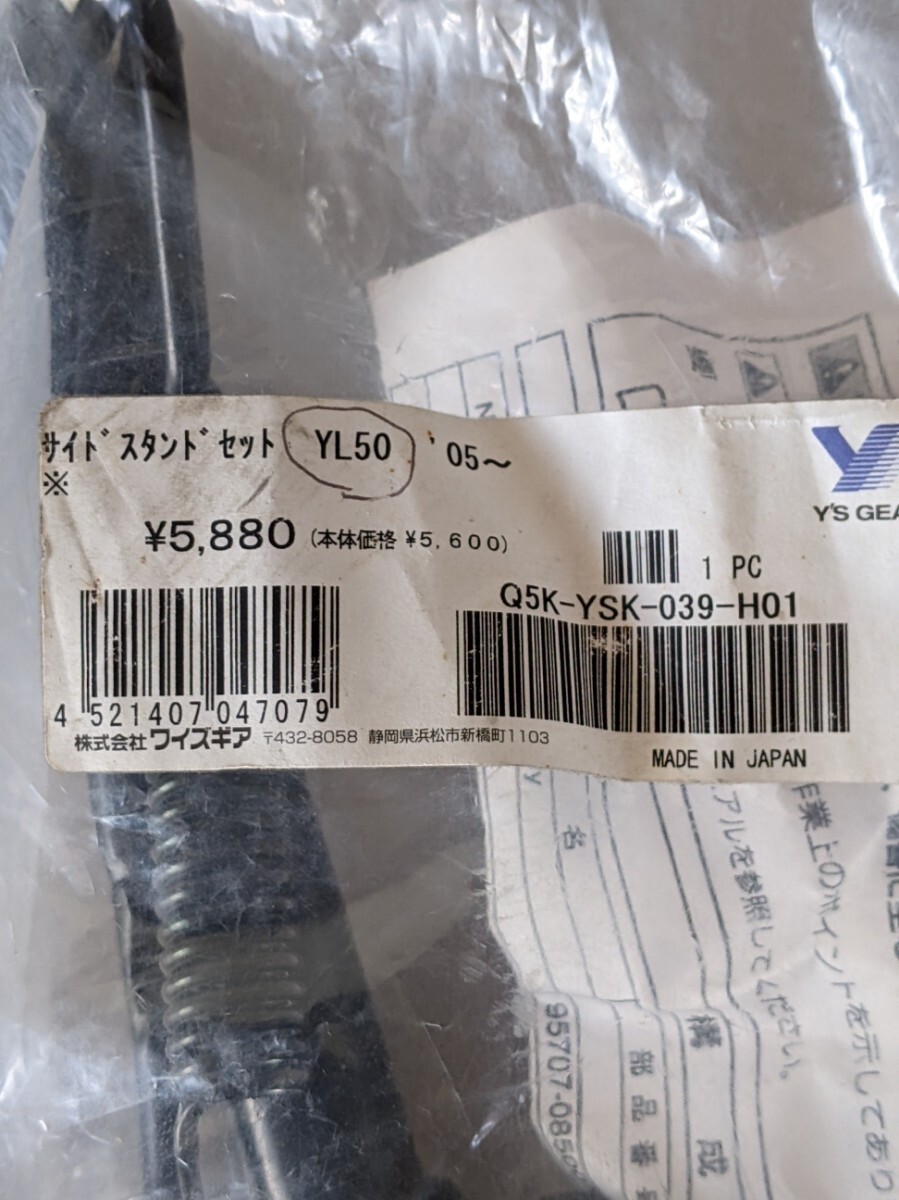 ｻｲﾄﾞｽﾀﾝﾄﾞｾｯﾄ YL50 '05～
※
Y'S GEA
¥5,880 (本体価格 ¥5,600)
1 PC
Q5K-YSK-039-H01
4 521407 047079
株式会社ワイズギア 〒432-8058 静岡県浜松市新橋町1103
MADE IN JAPAN
作業上のポイントを示してあり
アルを参照してください。
構成
部品番
名
95707-0850